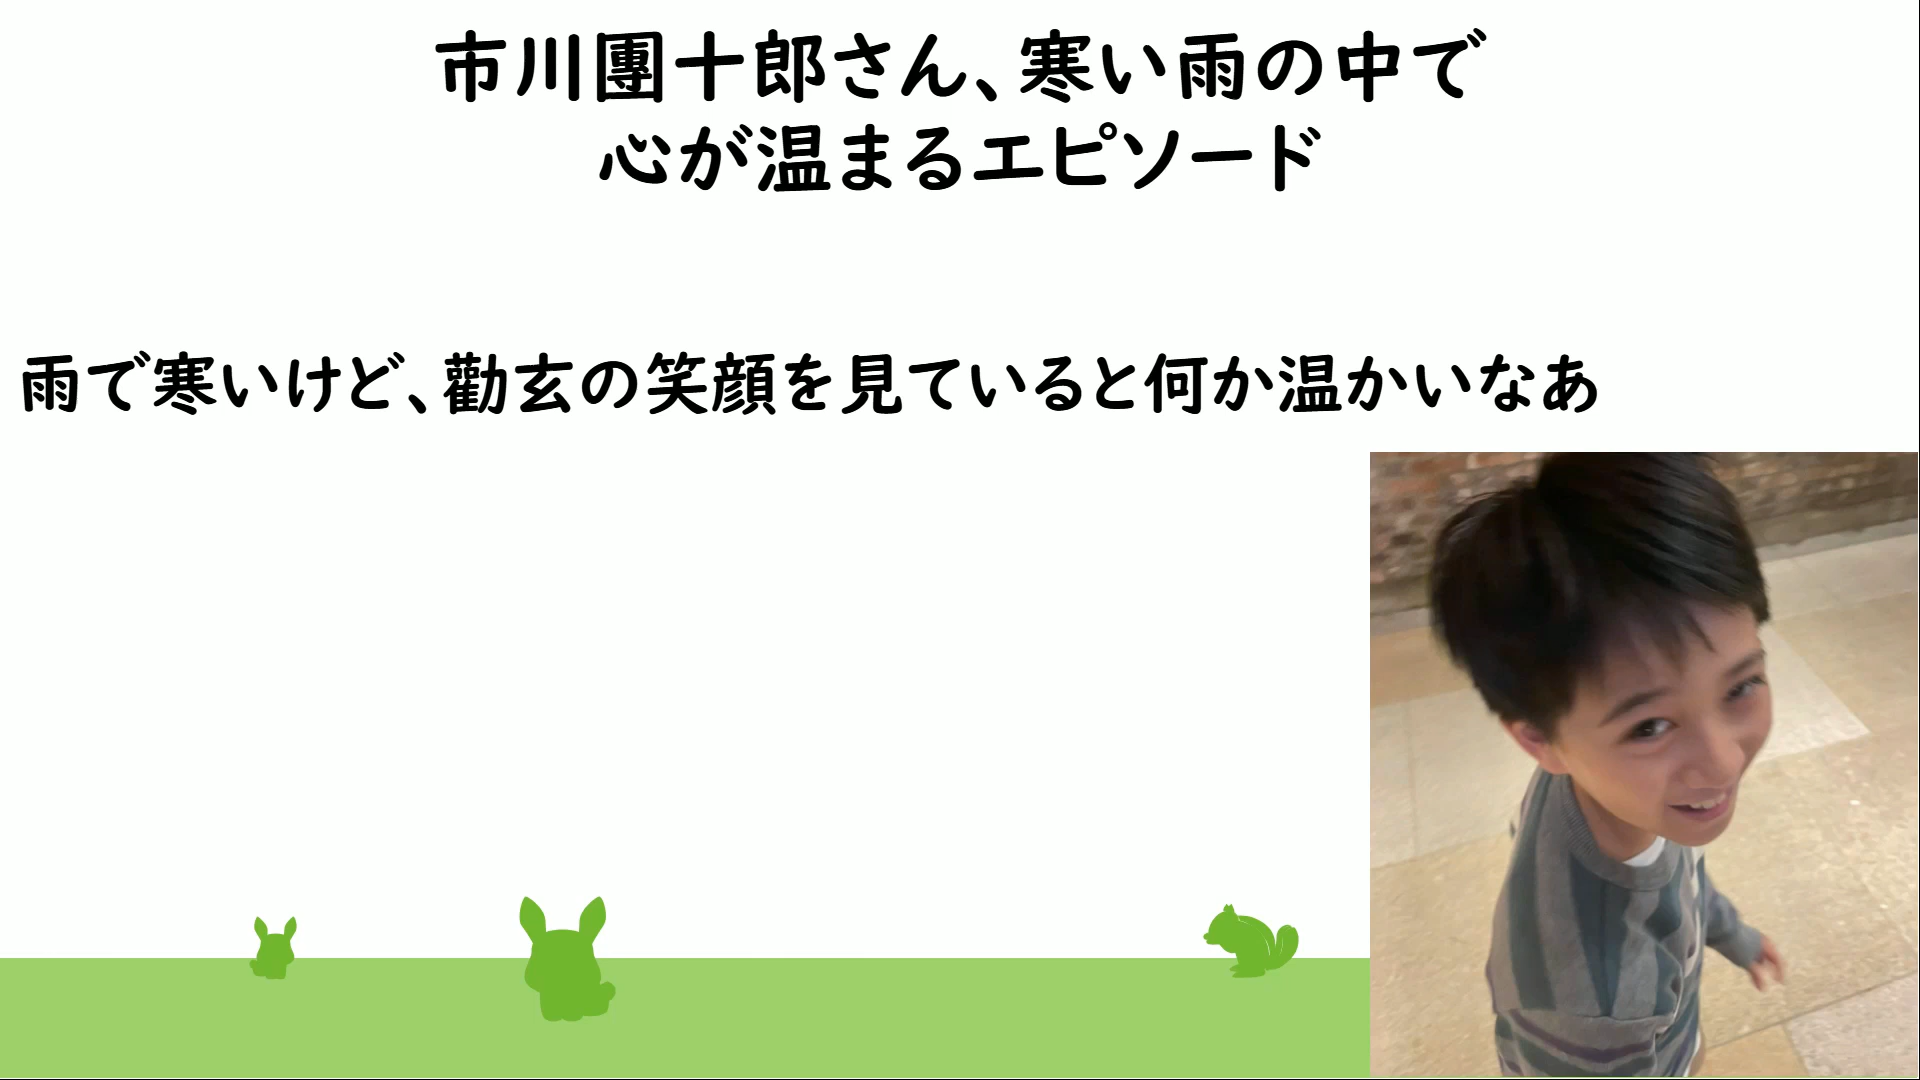 市川團十郎さん、寒い雨の中で
心が温まるエピソード
雨で寒いけど、勸玄の笑顔を見ていると何か温かいなあ